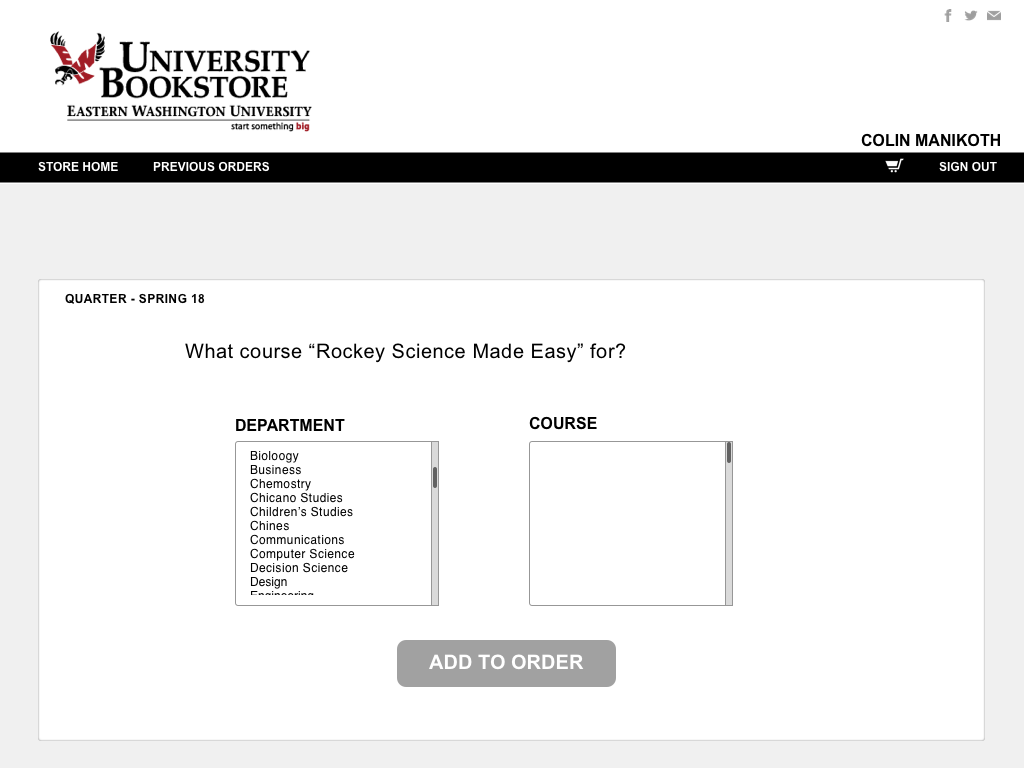 UNIVERSITY
BOOKSTORE
EASTERN WASHINGTON UNIVERSITY
start something big
COLIN MANIKOTH
STORE HOME PREVIOUS ORDERS SIGN OUT
QUARTER - SPRING 18
What course “Rockey Science Made Easy” for?
DEPARTMENT COURSE
Bioloogy
Business
Chemostry
Chicano Studies
Children’s Studies
Chines
Communications
Computer Science
Decision Science
Design
Engineering
ADD TO ORDER